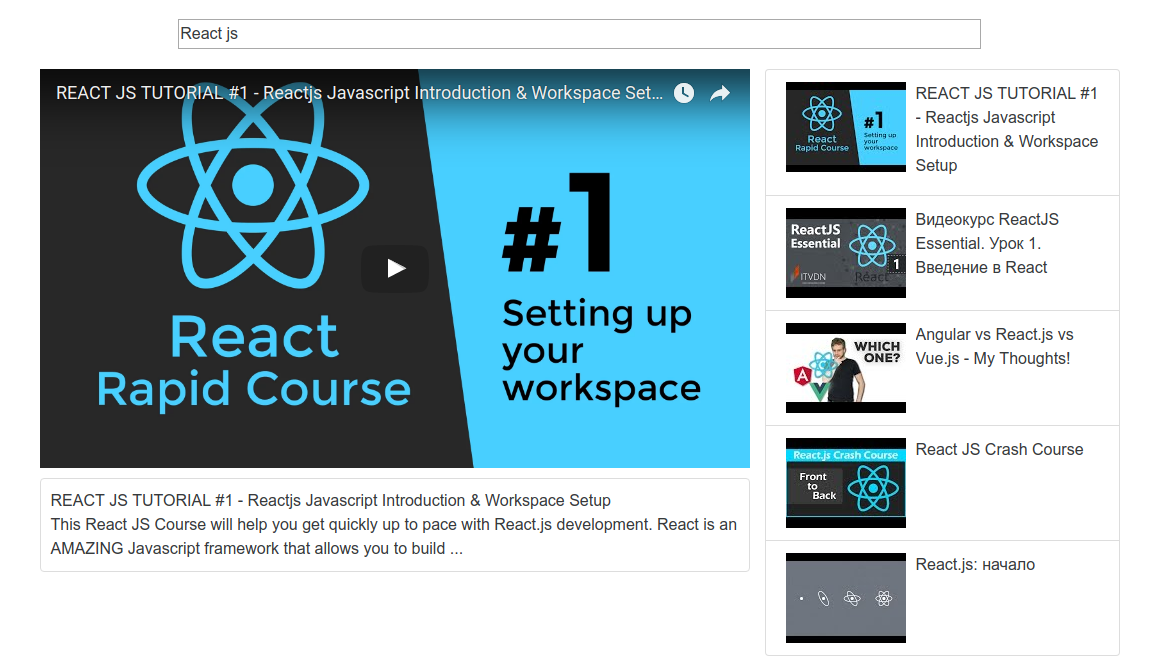 React js
REACT JS TUTORIAL #1 - Reactjs Javascript Introduction & Workspace Set...
#1
React
Rapid Course
Setting up
your
workspace
REACT JS TUTORIAL #1 - Reactjs Javascript Introduction & Workspace Setup
This React JS Course will help you get quickly up to pace with React.js development. React is an
AMAZING Javascript framework that allows you to build ...
#1
React
Rapid Course
Setting up
your
workspace
REACT JS TUTORIAL #1
- Reactjs Javascript
Introduction & Workspace
Setup
ReactJS
Essential
1
ITVDN
React
Видеокурс ReactJS
Essential. Урок 1.
Введение в React
WHICH
ONE?
A
Angular vs React.js vs
Vue.js - My Thoughts!
React.js Crash Course
Front
to
Back
React JS Crash Course
React.js: начало